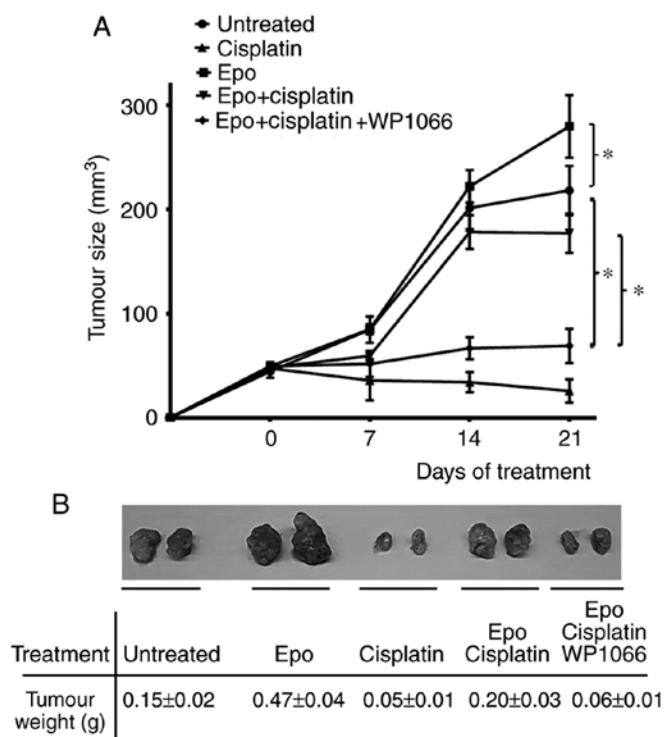 A
Untreated
Cisplatin
Epo
Epo+cisplatin
Epo+cisplatin+WP1066
Tumour size (mm³)
300
200
100
0
*
*
*
0 7 14 21
Days of treatment
B
Treatment Untreated Epo Cisplatin Epo Cisplatin Epo Cisplatin WP1066
Tumour weight (g) 0.15±0.02 0.47±0.04 0.05±0.01 0.20±0.03 0.06±0.01